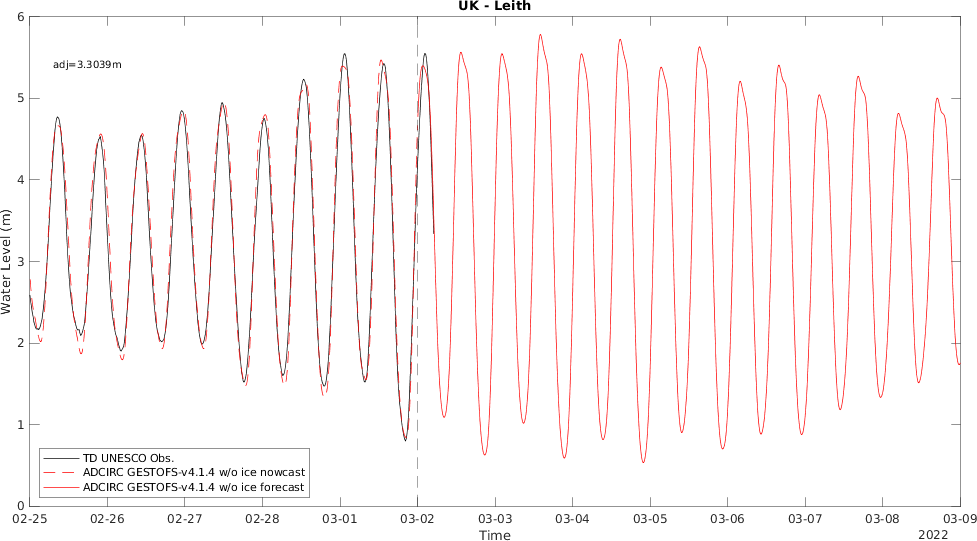 UK - Leith
6
adj=3.3039m
5
4
3
2
1
0
Water Level (m)
TD UNESCO Obs.
ADCIRC GESTOFS-v4.1.4 w/o ice nowcast
ADCIRC GESTOFS-v4.1.4 w/o ice forecast
02-25 02-26 02-27 02-28 03-01 03-02 03-03 03-04 03-05 03-06 03-07 03-08 03-09
Time
2022